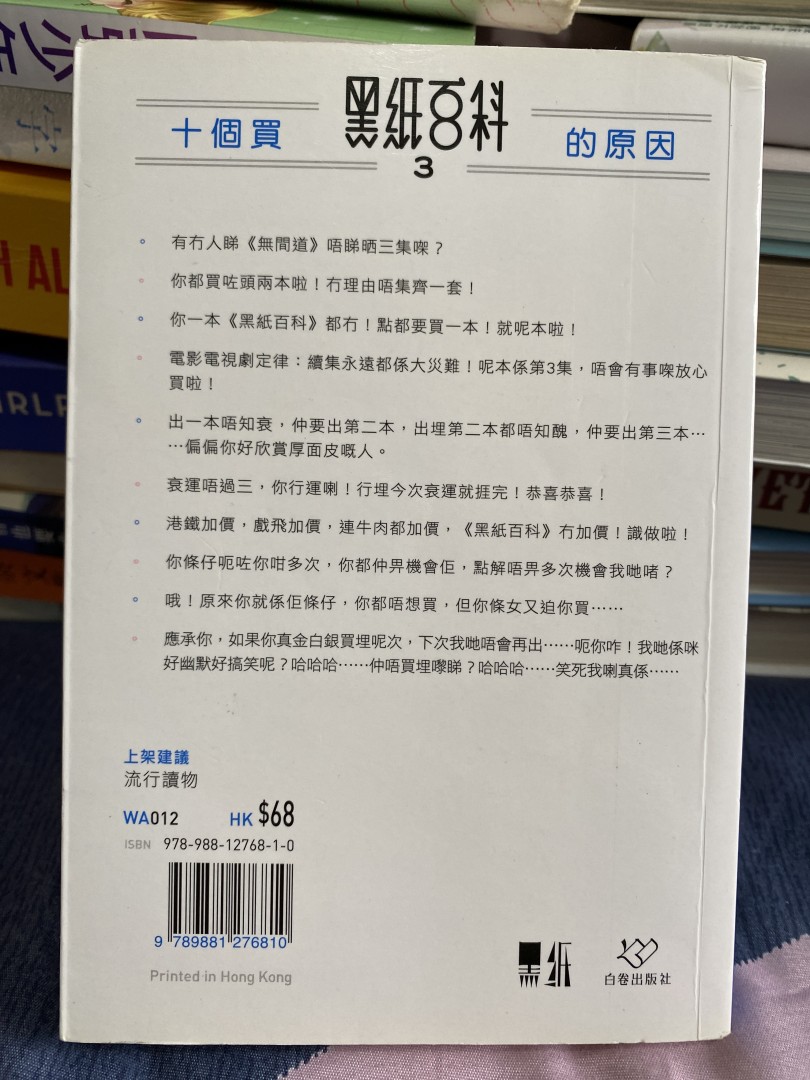 十個買
黑紙百科
3
的原因
有冇人睇《無間道》唔睇晒三集㗎？
你都買咗頭兩本啦！冇理由唔集齊一套！
你一本《黑紙百科》都冇！點都要買一本！就呢本啦！
電影電視劇定律：續集永遠都係大災難！呢本係第3集，唔會有事㗎放心
買啦！
出一本唔知衰，仲要出第二本，出埋第二本都唔知醜，仲要出第三本…
…偏偏你好欣賞厚面皮嘅人。
衰運唔過三，你行運喇！行埋今次衰運就捱完！恭喜恭喜！
港鐵加價，戲飛加價，連牛肉都加價，《黑紙百科》冇加價！識做啦！
你條仔呃咗你咁多次，你都仲畀機會佢，點解唔畀多次機會我哋啫？
哦！原來你就係佢條仔，你都唔想買，但你條女又迫你買……
應承你，如果你真金白銀買埋呢次，下次我哋唔會再出……呃你咋！我哋係咪
好幽默好搞笑呢？哈哈哈……仲唔買埋嚟睇？哈哈哈……笑死我喇真係……
上架建議
流行讀物
WA012 HK $68
ISBN 978-988-12768-1-0
9 789881 276810
Printed in Hong Kong
黑紙
白卷出版社